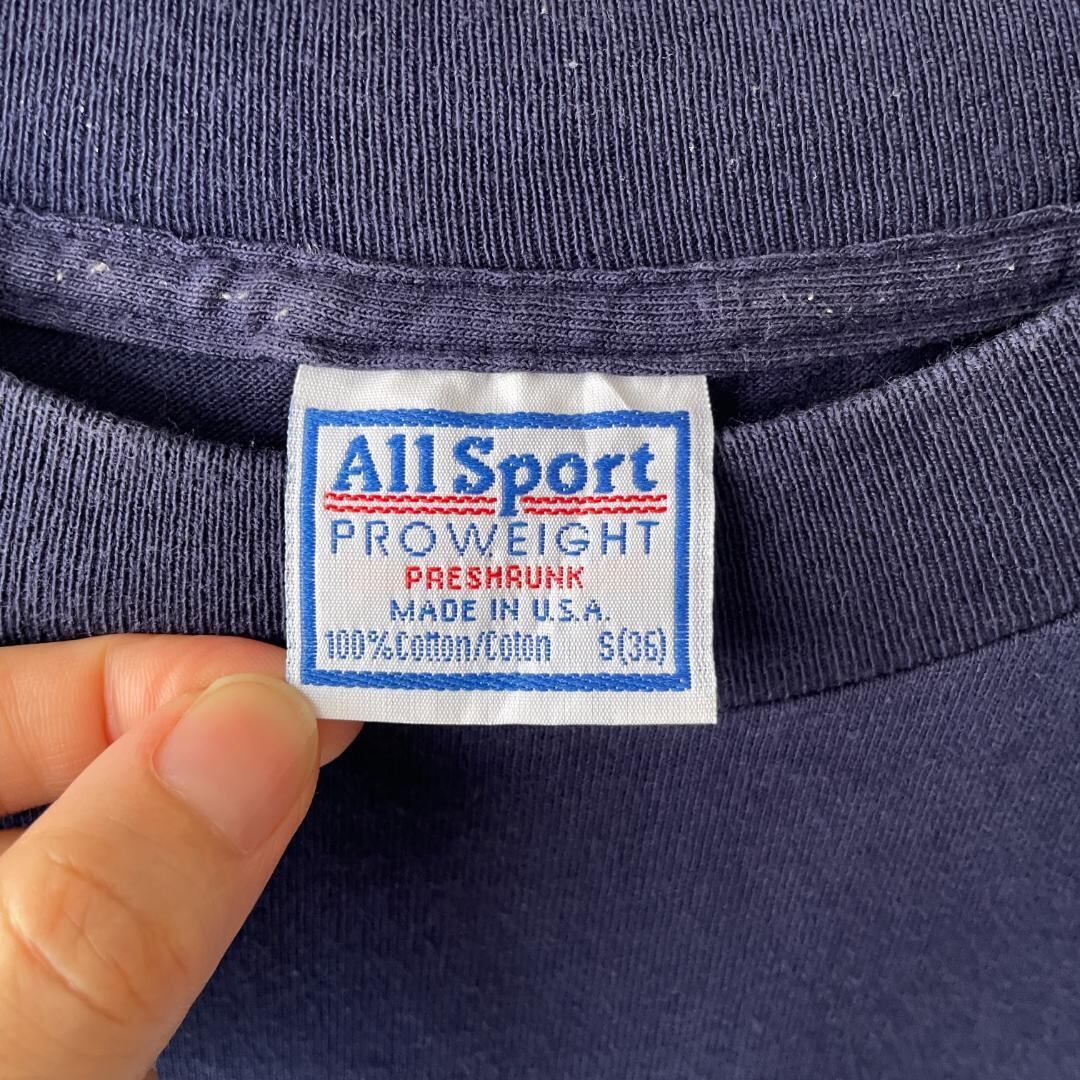 All Sport
PROWEIGHT
PRESHRUNK
MADE IN U.S.A.
100% Cotton/Coton S(36)